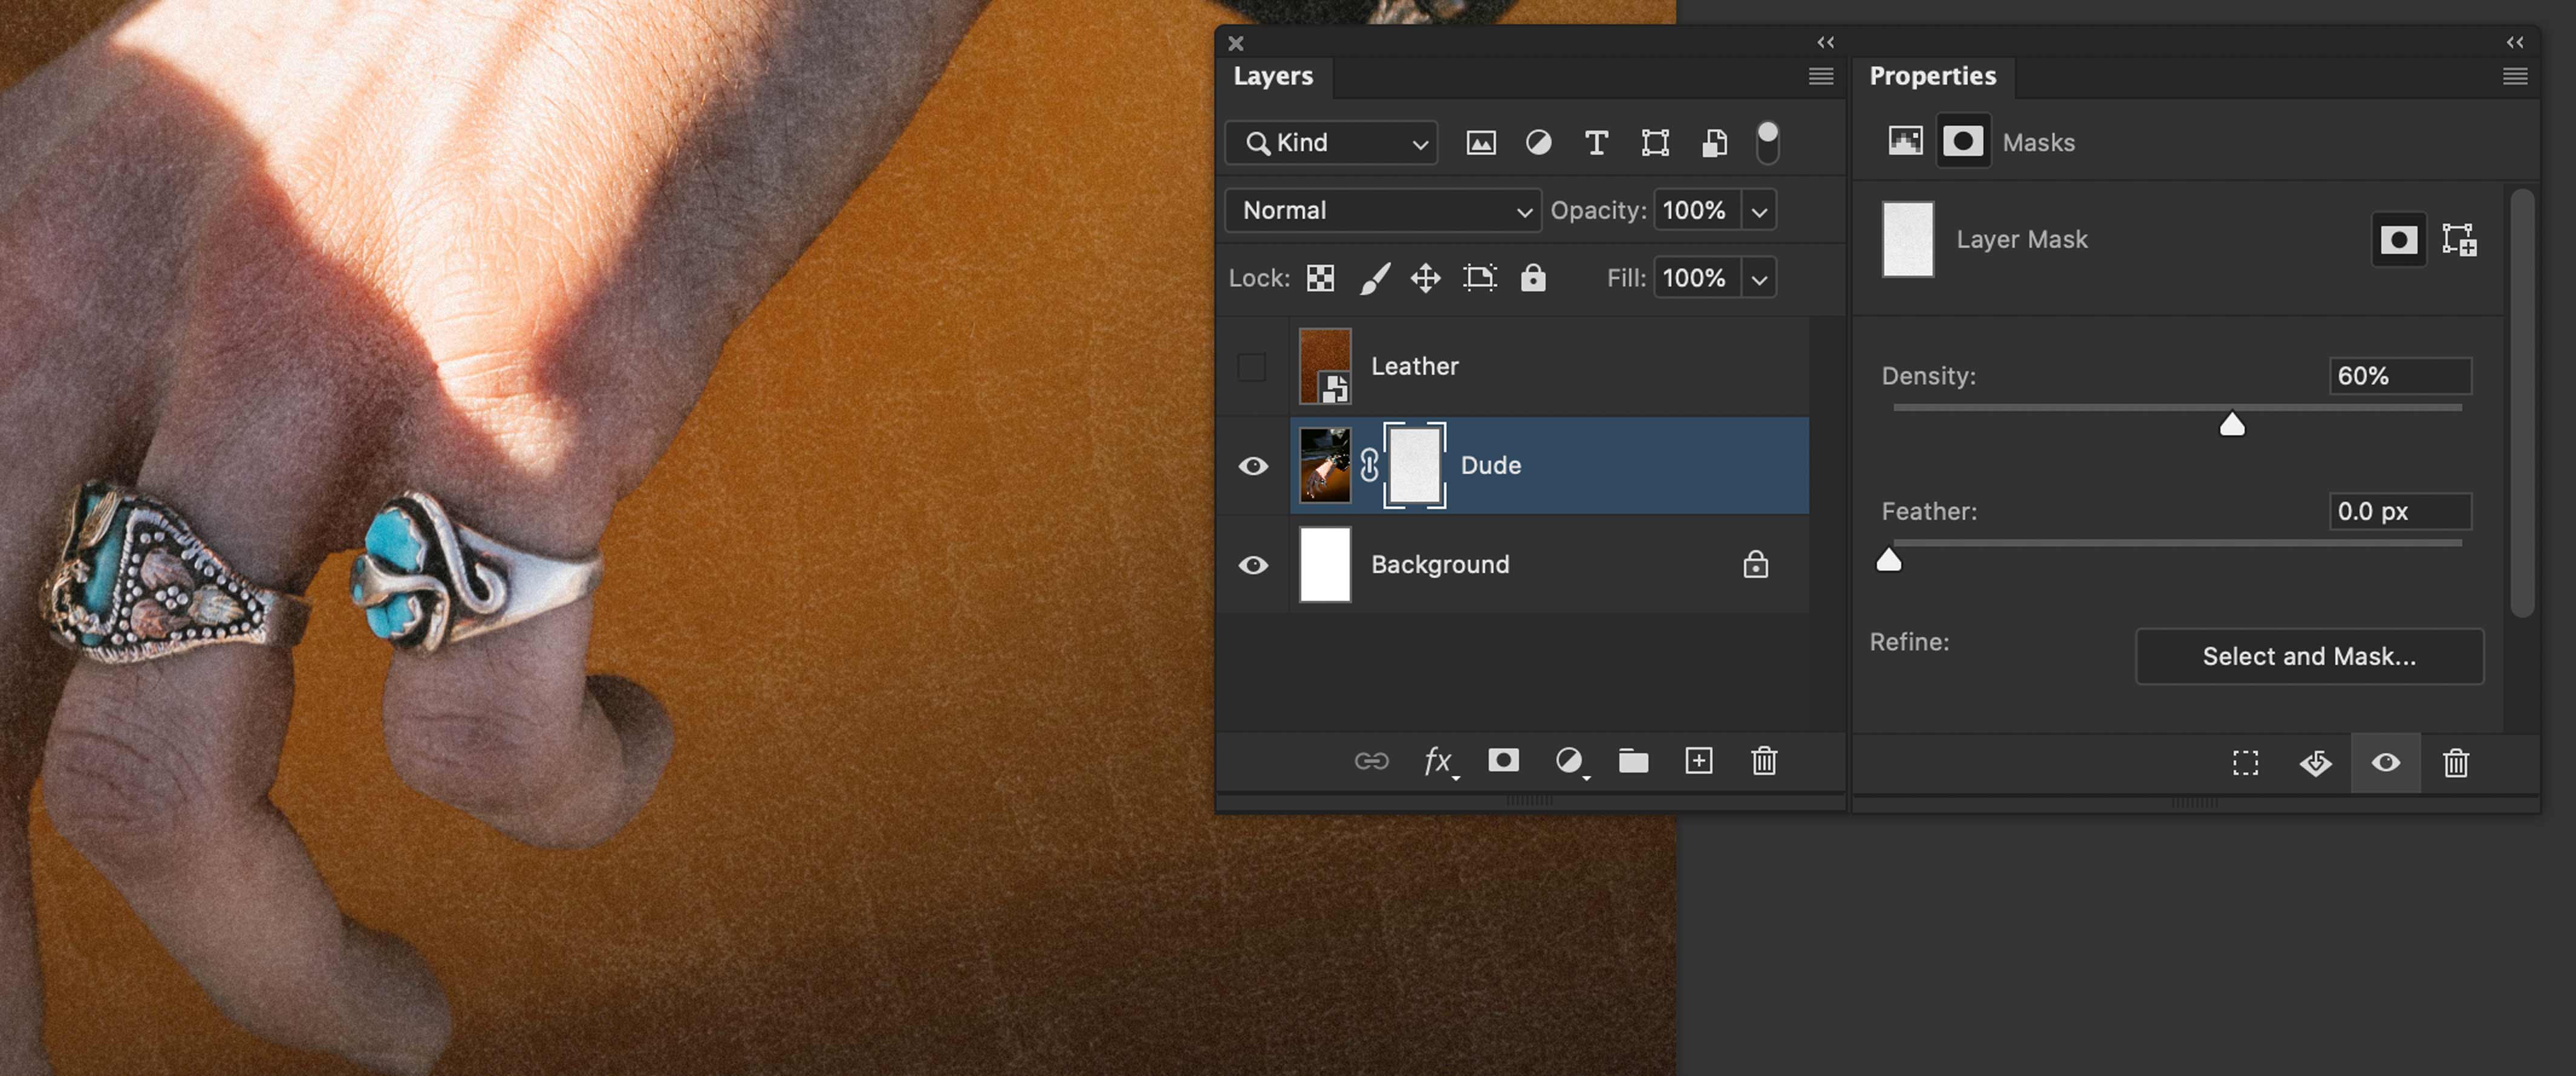 Layers
Kind
Normal
Opacity: 100%
Lock:
Fill: 100%
Leather
Dude
Background
fx
Properties
Masks
Layer Mask
Density: 60%
Feather: 0.0 px
Refine: Select and Mask...